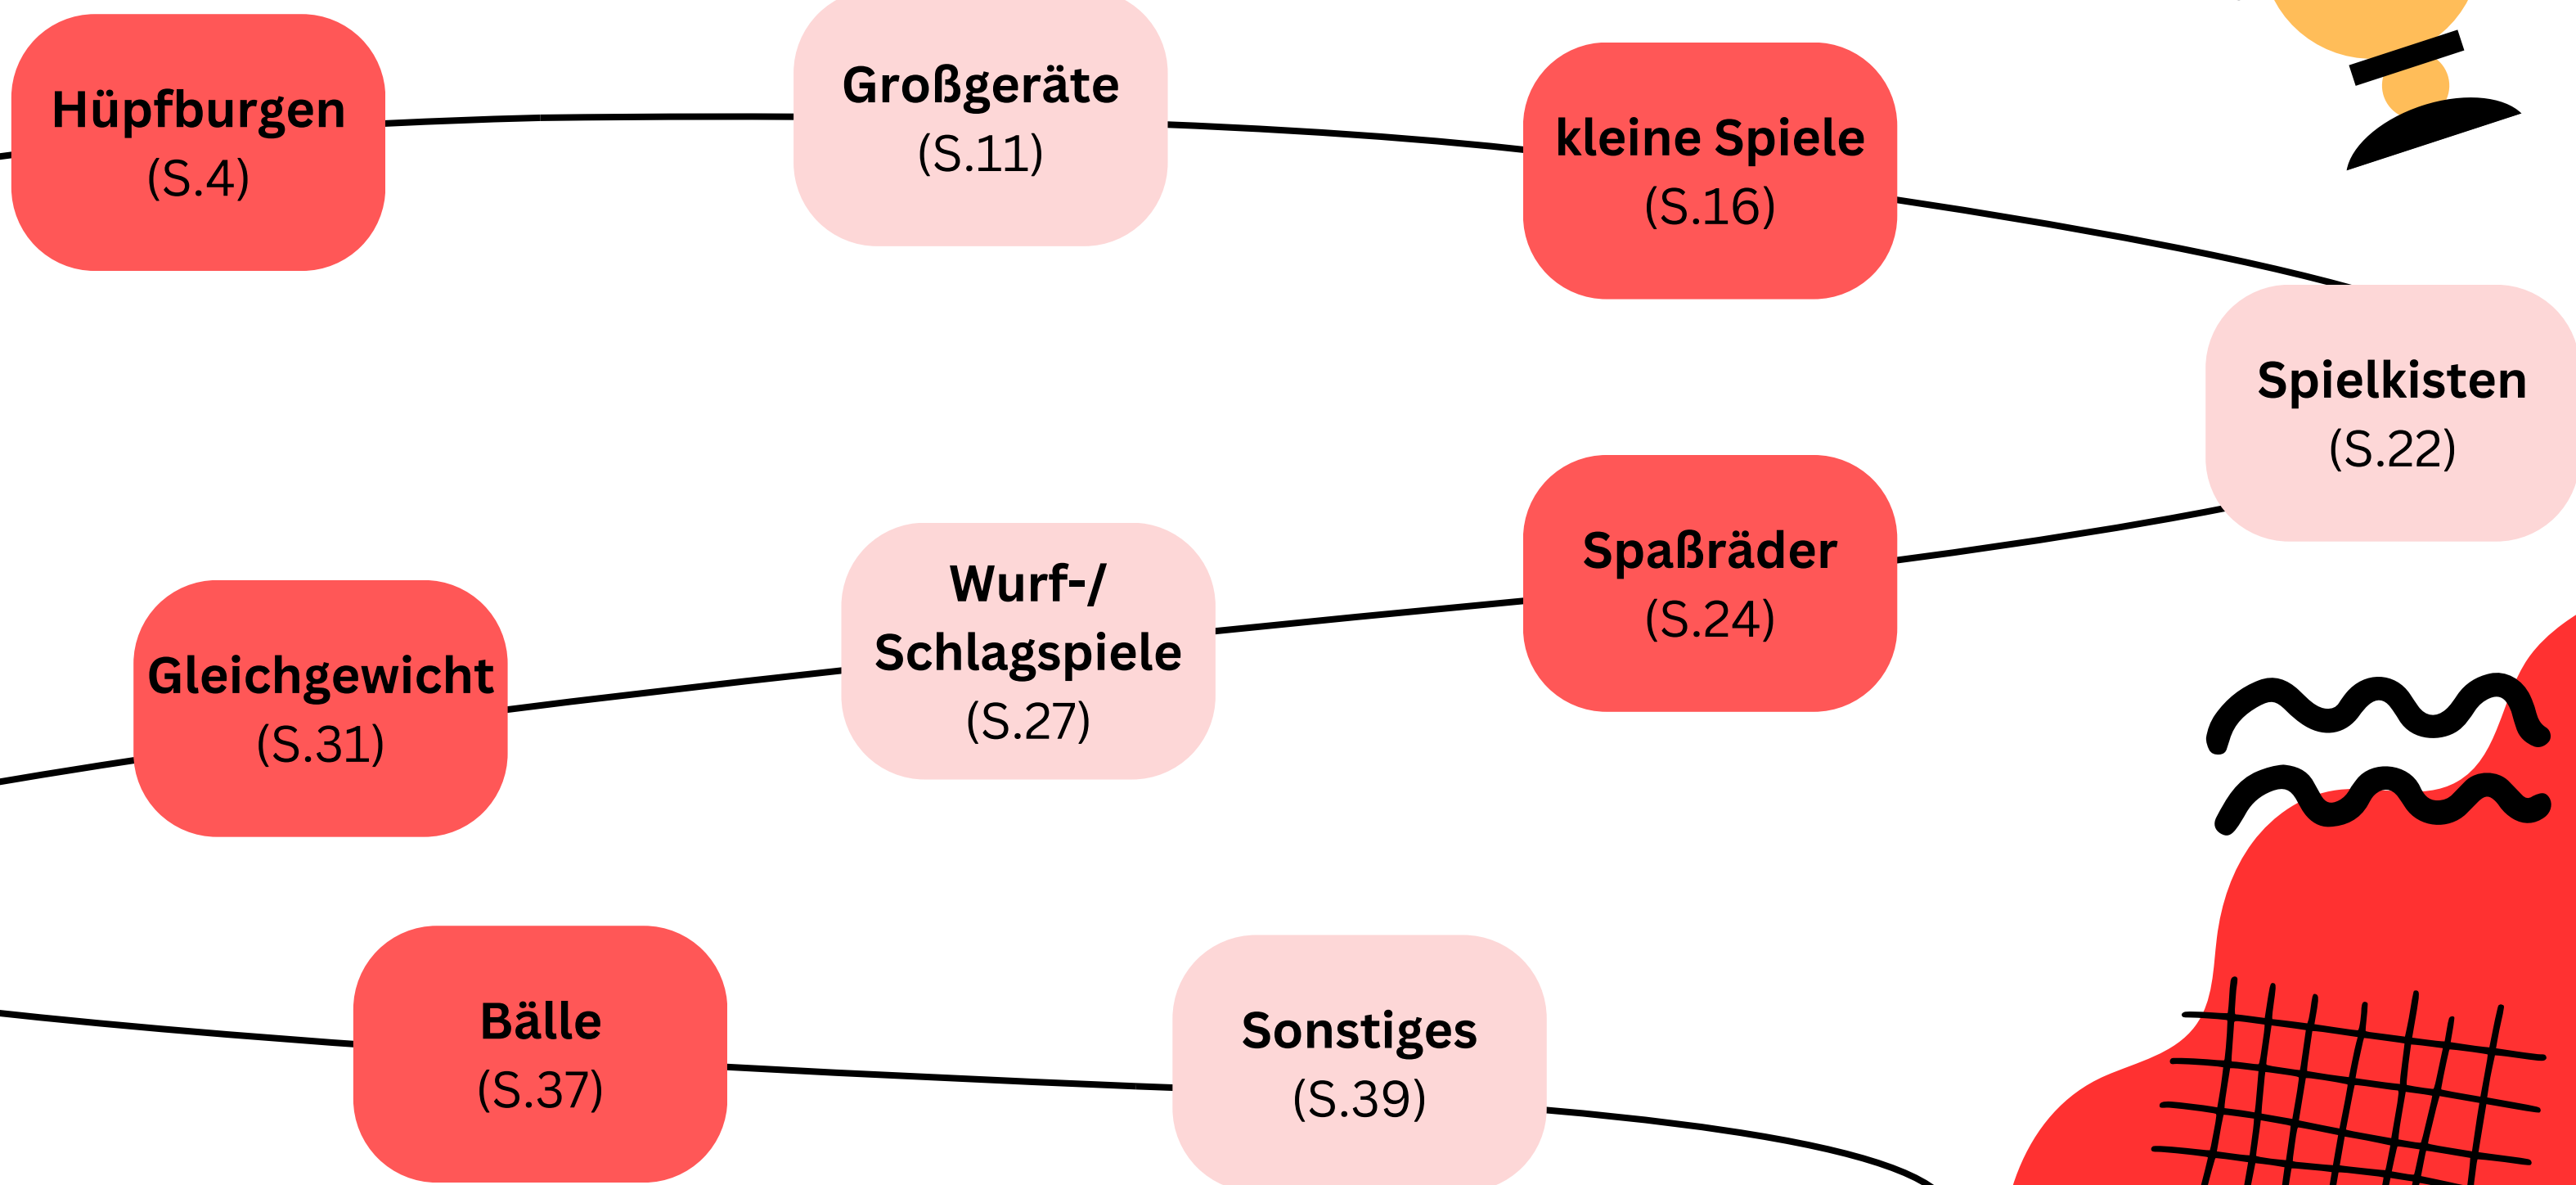 Hüpfburgen
(S.4)
Großgeräte
(S.11)
kleine Spiele
(S.16)
Spielkisten
(S.22)
Spaßräder
(S.24)
Wurf-/
Schlagspiele
(S.27)
Gleichgewicht
(S.31)
Bälle
(S.37)
Sonstiges
(S.39)